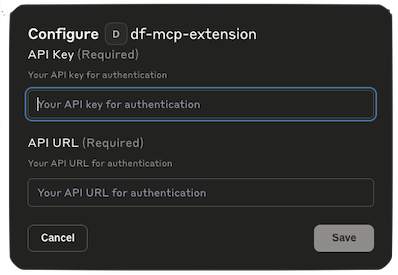 Configure D df-mcp-extension
API Key (Required)
Your API key for authentication
Your API key for authentication
API URL (Required)
Your API URL for authentication
Your API URL for authentication
Cancel Save